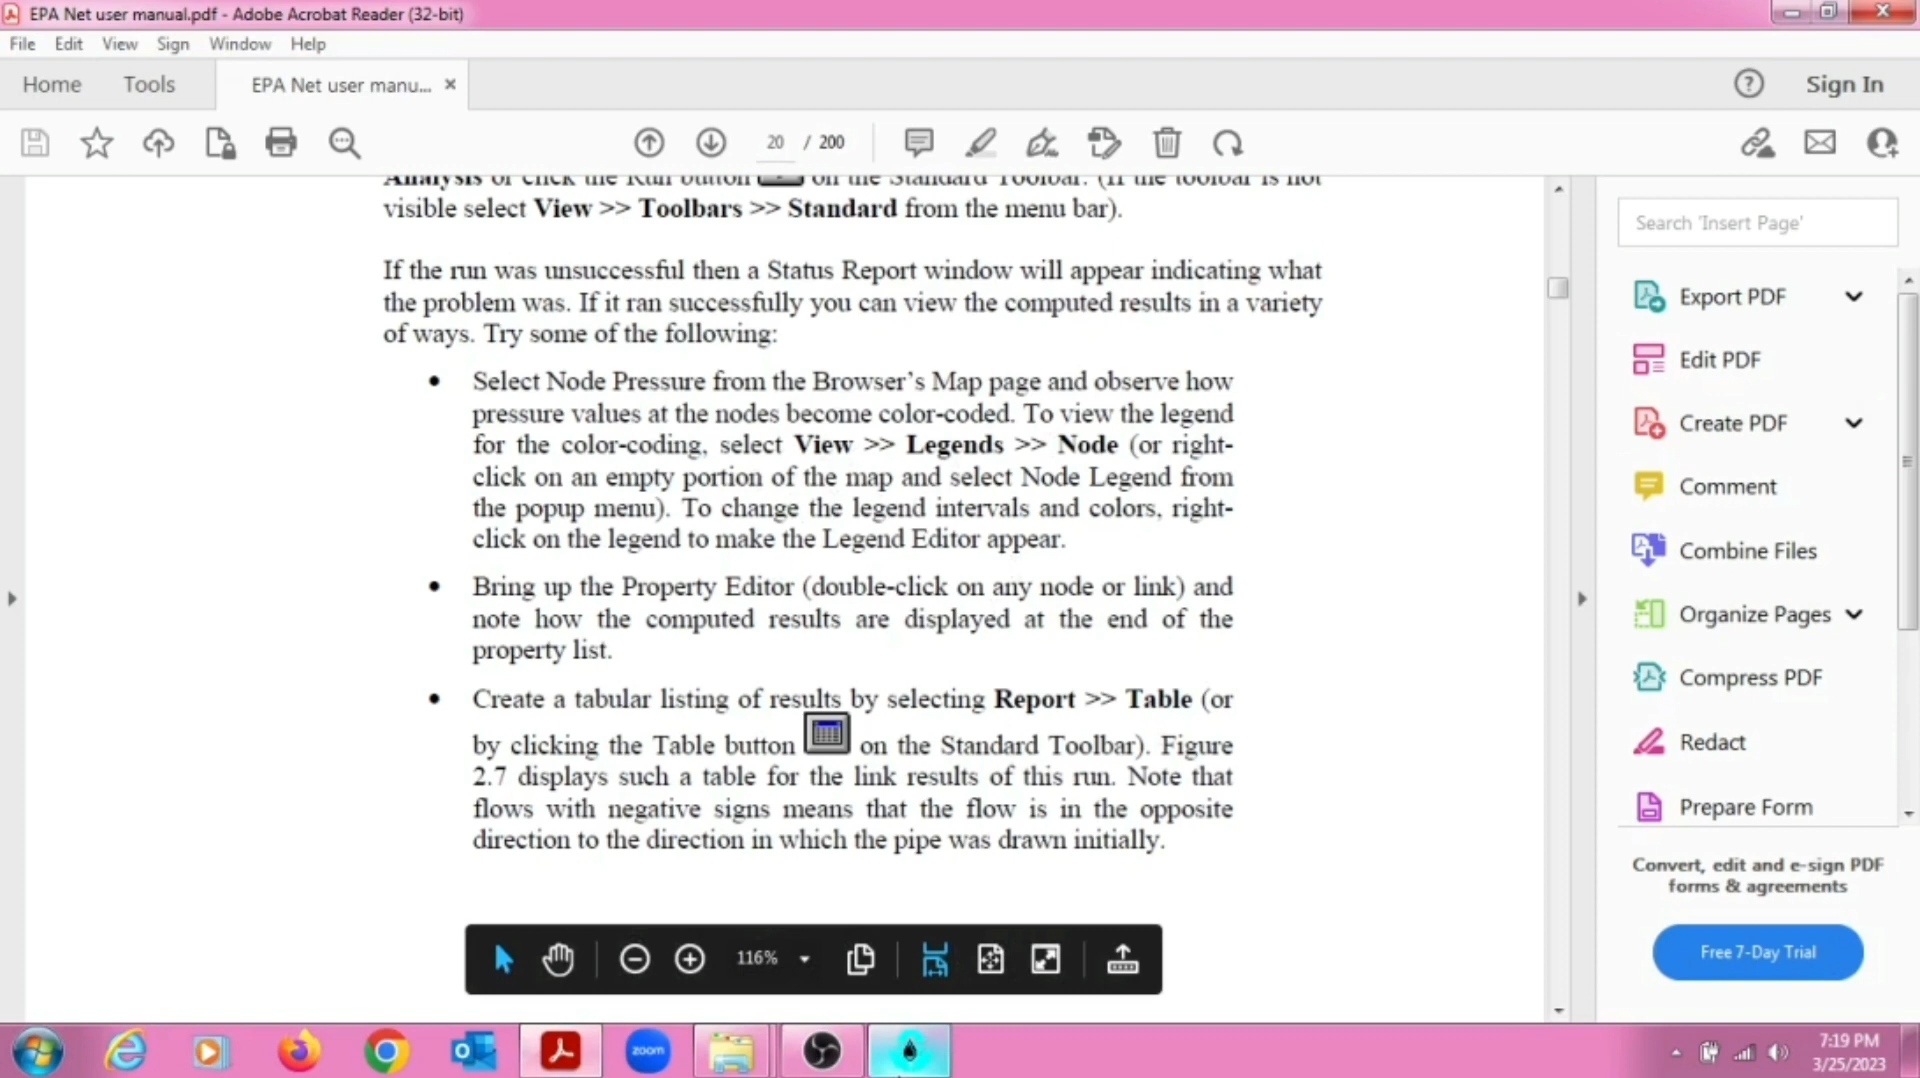 EPA Net user manual.pdf - Adobe Acrobat Reader (32-bit)
File Edit View Sign Window Help
Home Tools EPA Net user manu... × Sign In
20 / 200
Analysis or click the Run button on the Standard Toolbar. (If the toolbar is not
visible select View >> Toolbars >> Standard from the menu bar).
If the run was unsuccessful then a Status Report window will appear indicating what
the problem was. If it ran successfully you can view the computed results in a variety
of ways. Try some of the following:
• Select Node Pressure from the Browser's Map page and observe how
pressure values at the nodes become color-coded. To view the legend
for the color-coding, select View >> Legends >> Node (or right-
click on an empty portion of the map and select Node Legend from
the popup menu). To change the legend intervals and colors, right-
click on the legend to make the Legend Editor appear.
• Bring up the Property Editor (double-click on any node or link) and
note how the computed results are displayed at the end of the
property list.
• Create a tabular listing of results by selecting Report >> Table (or
by clicking the Table button on the Standard Toolbar). Figure
2.7 displays such a table for the link results of this run. Note that
flows with negative signs means that the flow is in the opposite
direction to the direction in which the pipe was drawn initially.
116%
Search 'Insert Page'
Export PDF
Edit PDF
Create PDF
Comment
Combine Files
Organize Pages
Compress PDF
Redact
Prepare Form
Convert, edit and e-sign PDF
forms & agreements
Free 7-Day Trial
zoom
7:19 PM
3/25/2023